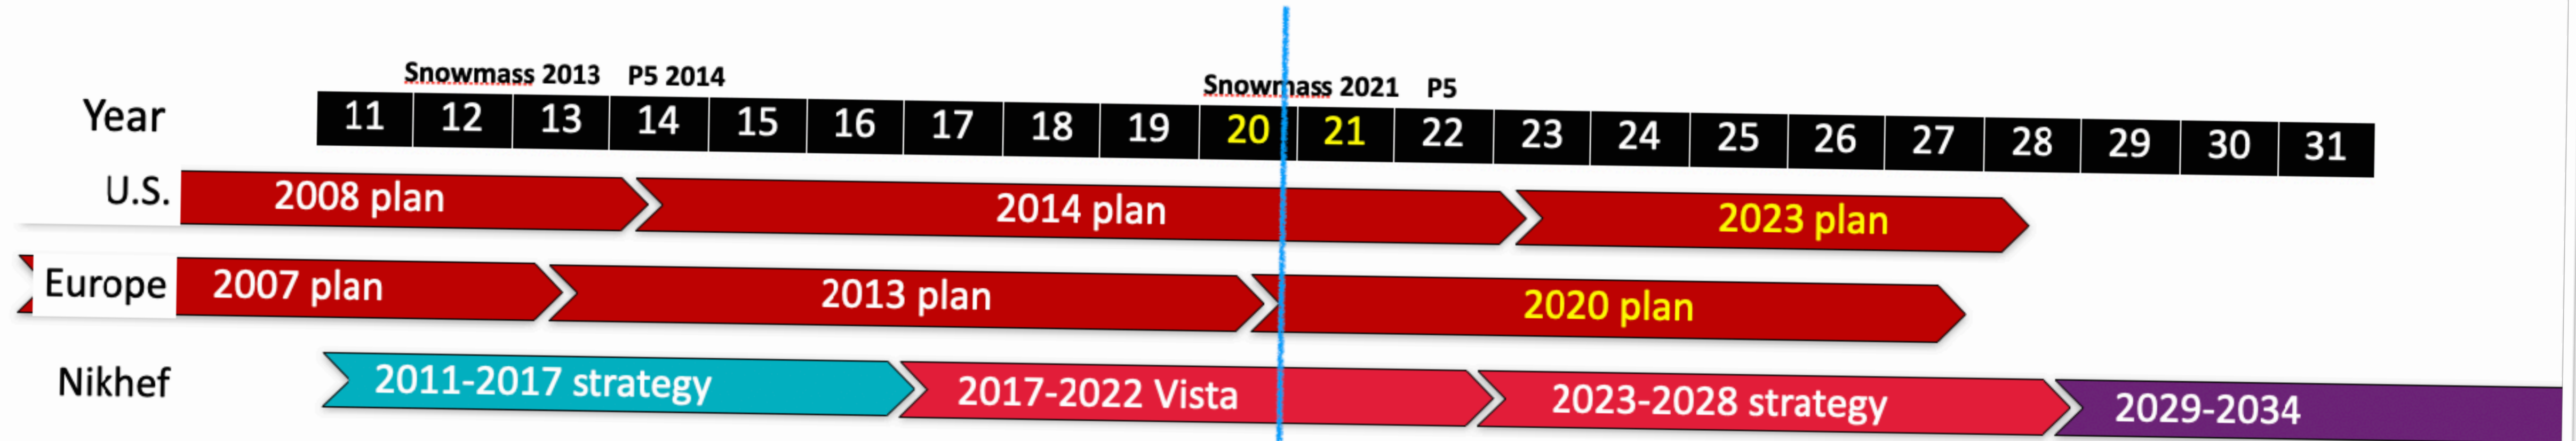 Snowmass 2013 P5 2014 Snowmass 2021 P5
Year 11 12 13 14 15 16 17 18 19 20 21 22 23 24 25 26 27 28 29 30 31
U.S. 2008 plan 2014 plan 2023 plan
Europe 2007 plan 2013 plan 2020 plan
Nikhef 2011-2017 strategy 2017-2022 Vista 2023-2028 strategy 2029-2034